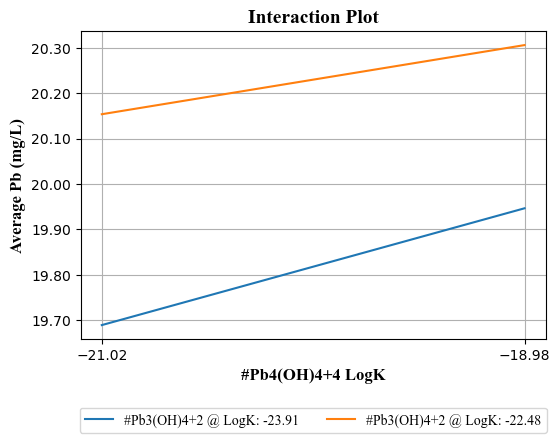 Interaction Plot
20.30
20.20
20.10
20.00
19.90
19.80
19.70
Average Pb (mg/L)
−21.02
−18.98
#Pb4(OH)4+4 LogK
#Pb3(OH)4+2 @ LogK: -23.91
#Pb3(OH)4+2 @ LogK: -22.48